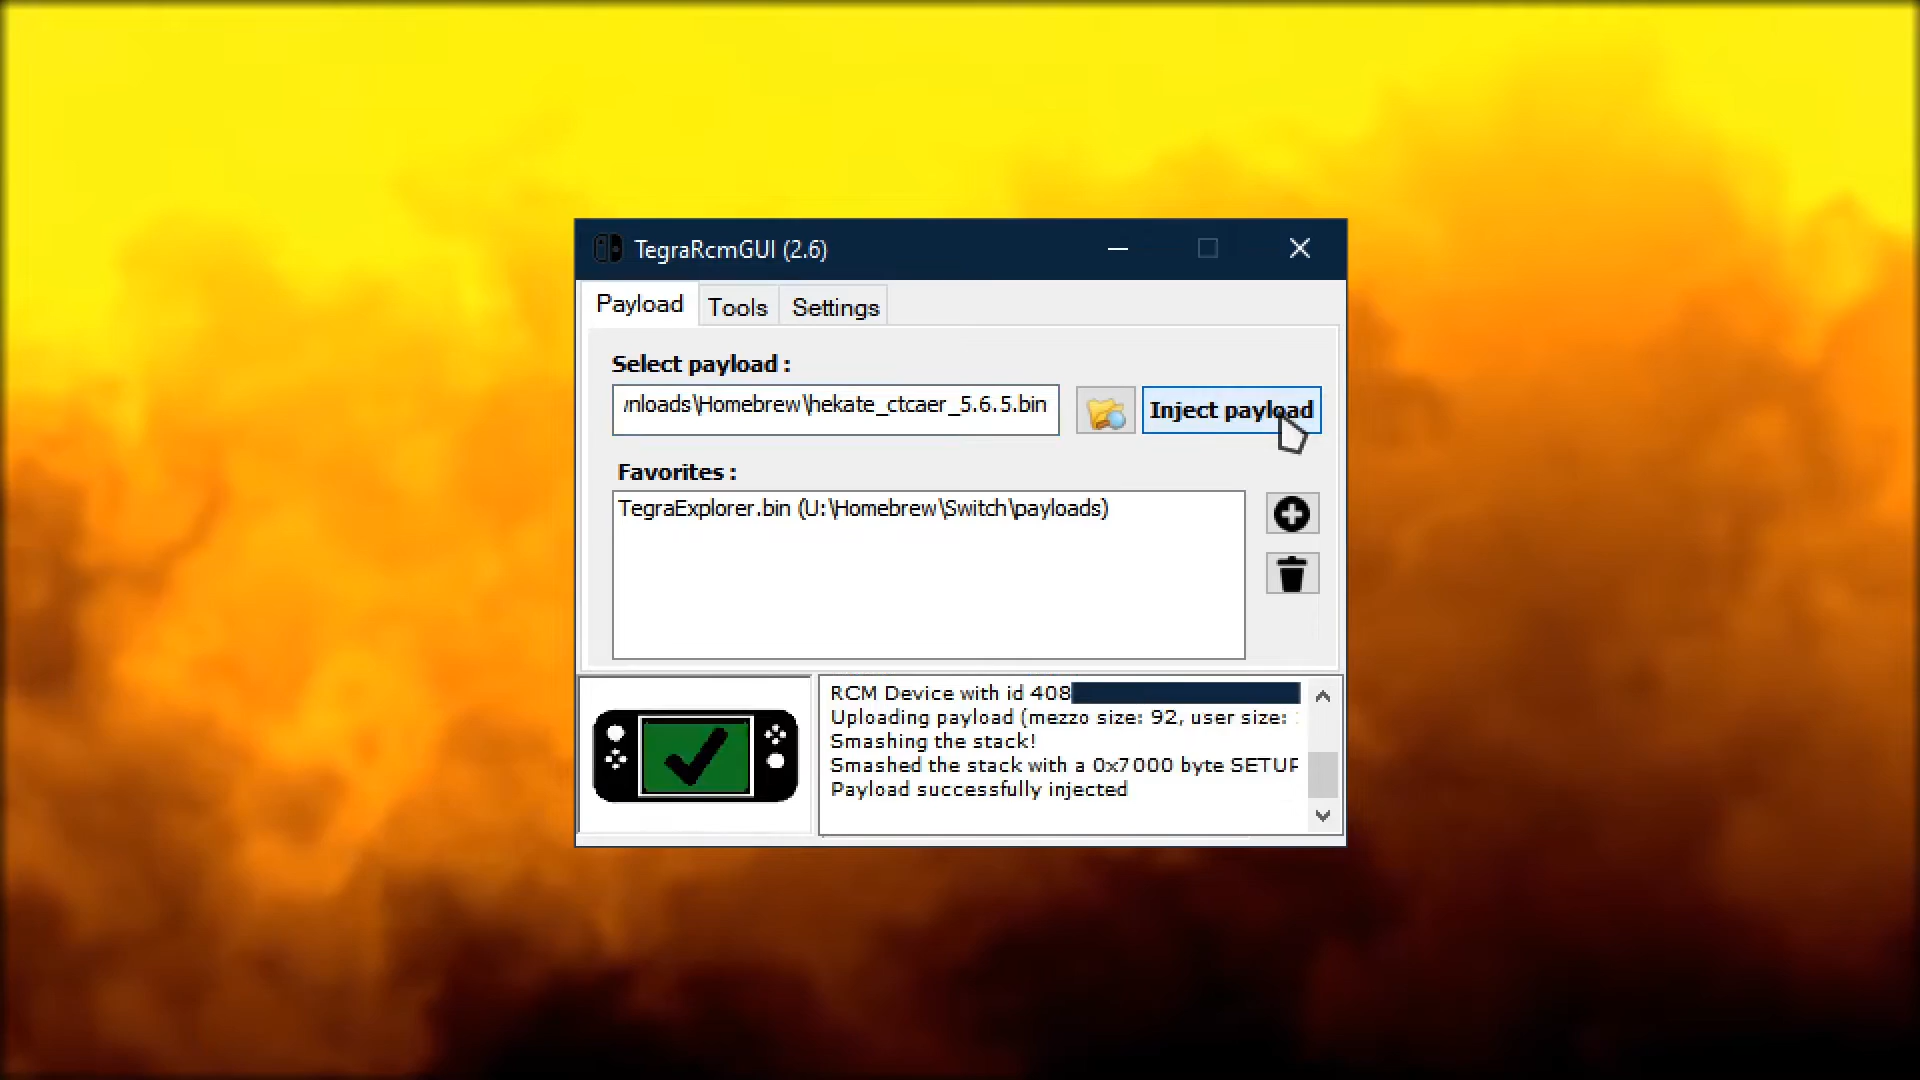 TegraRcmGUI (2.6)
Payload
Tools
Settings
Select payload :
nloads\Homebrew\hekate_ctcaer_5.6.5.bin
Inject payload
Favorites :
TegraExplorer.bin (U:\Homebrew\Switch\payloads)
RCM Device with id 408
Uploading payload (mezzo size: 92, user size:
Smashing the stack!
Smashed the stack with a 0x7000 byte SETUP
Payload successfully injected